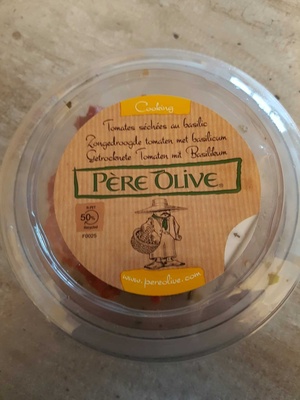 Cooking
Tomates séchées au basilic
Zongedroogde tomaten met basilicum
Getrocknete Tomaten mit Basilikum
PÈRE OLIVE
50%
www.pereolive.com